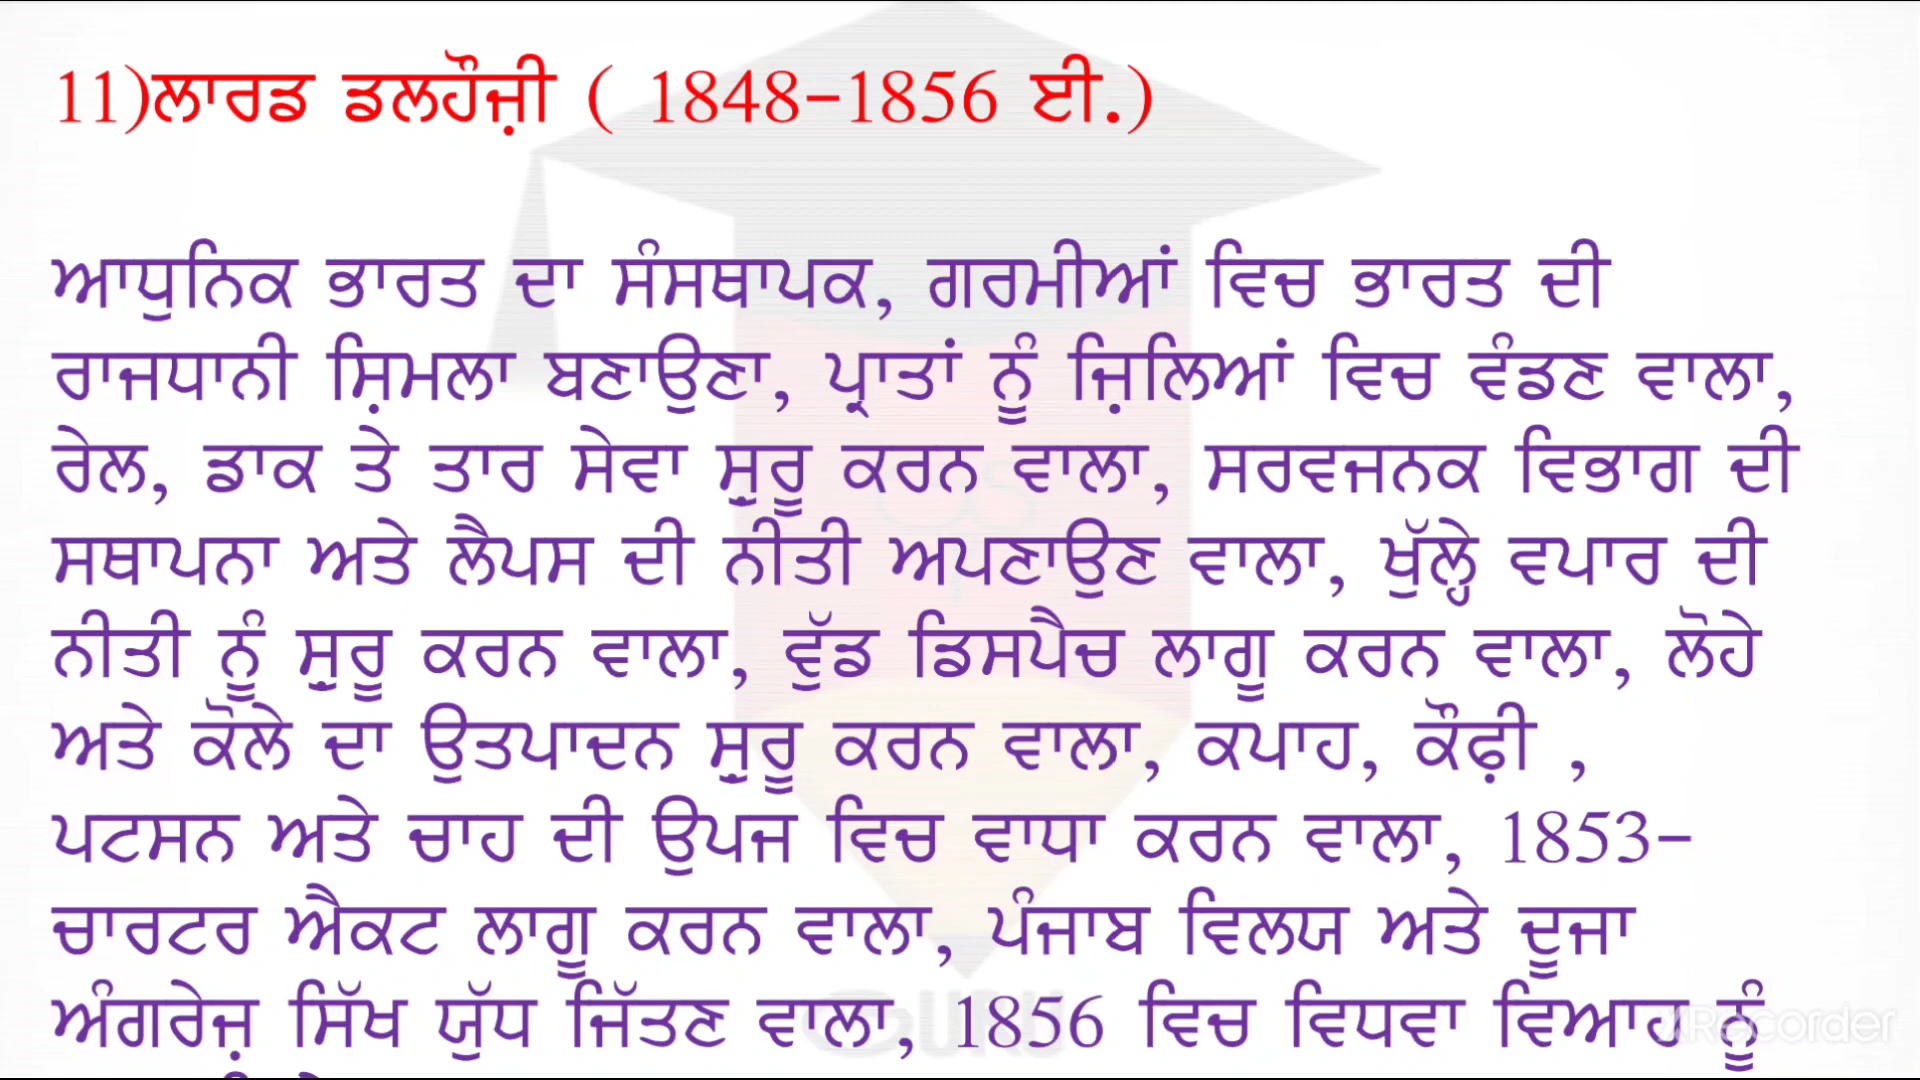 11)ਲਾਰਡ ਡਲਹੌਜ਼ੀ ( 1848-1856 ਈ.)
ਆਧੁਨਿਕ ਭਾਰਤ ਦਾ ਸੰਸਥਾਪਕ, ਗਰਮੀਆਂ ਵਿਚ ਭਾਰਤ ਦੀ
ਰਾਜਧਾਨੀ ਸ਼ਿਮਲਾ ਬਣਾਉਣਾ, ਪ੍ਰਾਤਾਂ ਨੂੰ ਜ਼ਿਲਿਆਂ ਵਿਚ ਵੰਡਣ ਵਾਲਾ,
ਰੇਲ, ਡਾਕ ਤੇ ਤਾਰ ਸੇਵਾ ਸ਼ੁਰੂ ਕਰਨ ਵਾਲਾ, ਸਰਵਜਨਕ ਵਿਭਾਗ ਦੀ
ਸਥਾਪਨਾ ਅਤੇ ਲੈਪਸ ਦੀ ਨੀਤੀ ਅਪਣਾਉਣ ਵਾਲਾ, ਖੁੱਲ੍ਹੇ ਵਪਾਰ ਦੀ
ਨੀਤੀ ਨੂੰ ਸ਼ੁਰੂ ਕਰਨ ਵਾਲਾ, ਵੁੱਡ ਡਿਸਪੈਚ ਲਾਗੂ ਕਰਨ ਵਾਲਾ, ਲੋਹੇ
ਅਤੇ ਕੋਲੇ ਦਾ ਉਤਪਾਦਨ ਸ਼ੁਰੂ ਕਰਨ ਵਾਲਾ, ਕਪਾਹ, ਕੌਫ਼ੀ ,
ਪਟਸਨ ਅਤੇ ਚਾਹ ਦੀ ਉਪਜ ਵਿਚ ਵਾਧਾ ਕਰਨ ਵਾਲਾ, 1853-
ਚਾਰਟਰ ਐਕਟ ਲਾਗੂ ਕਰਨ ਵਾਲਾ, ਪੰਜਾਬ ਵਿਲਯ ਅਤੇ ਦੂਜਾ
ਅੰਗਰੇਜ਼ ਸਿੱਖ ਯੁੱਧ ਜਿੱਤਣ ਵਾਲਾ, 1856 ਵਿਚ ਵਿਧਵਾ ਵਿਆਹ ਨੂੰ
XRecorder
GURU